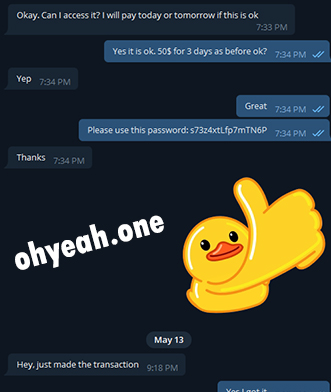 Okay. Can I access it? I will pay today or tomorrow if this is ok
7:33 PM
Yes it is ok. 50$ for 3 days as before ok?
7:34 PM
Yep 7:34 PM
Great 7:34 PM
Please use this password: s73z4xtLfp7mTN6P 7:34 PM
Thanks 7:34 PM
ohyeah.one
May 13
Hey, just made the transaction 9:18 PM
Yes I got it